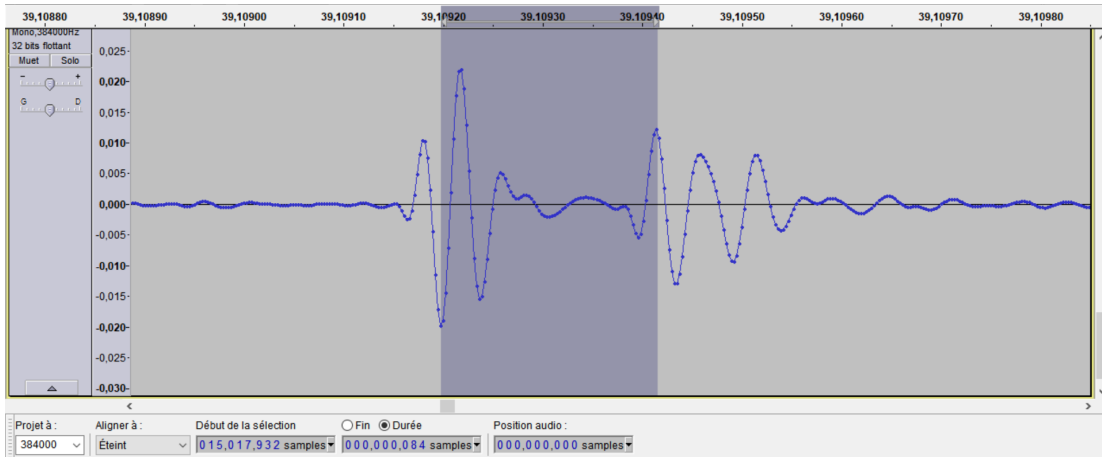 39,10880 39,10890 39,10900 39,10910 39,10920 39,10930 39,10940 39,10950 39,10960 39,10970 39,10980
Mono,384000Hz
32 bits flottant
Muet Solo
- +
G D
0,025-
0,020-
0,015-
0,010-
0,005-
0,000-
-0,005-
-0,010-
-0,015-
-0,020-
-0,025-
-0,030-
Projet à : Aligner à : Début de la sélection Fin Durée Position audio :
384000 Éteint 015,017,932 samples 000,000,084 samples 000,000,000 samples